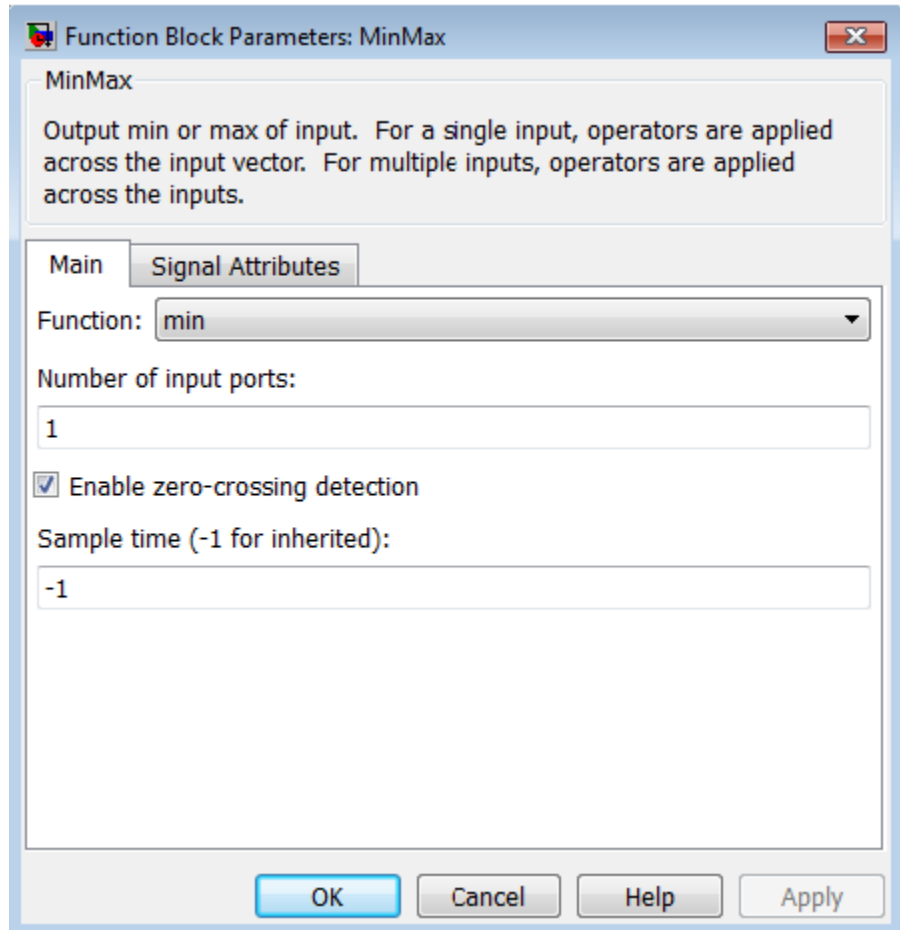 Function Block Parameters: MinMax
MinMax
Output min or max of input. For a single input, operators are applied
across the input vector. For multiple inputs, operators are applied
across the inputs.
Main
Signal Attributes
Function: min
Number of input ports:
1
Enable zero-crossing detection
Sample time (-1 for inherited):
-1
OK
Cancel
Help
Apply